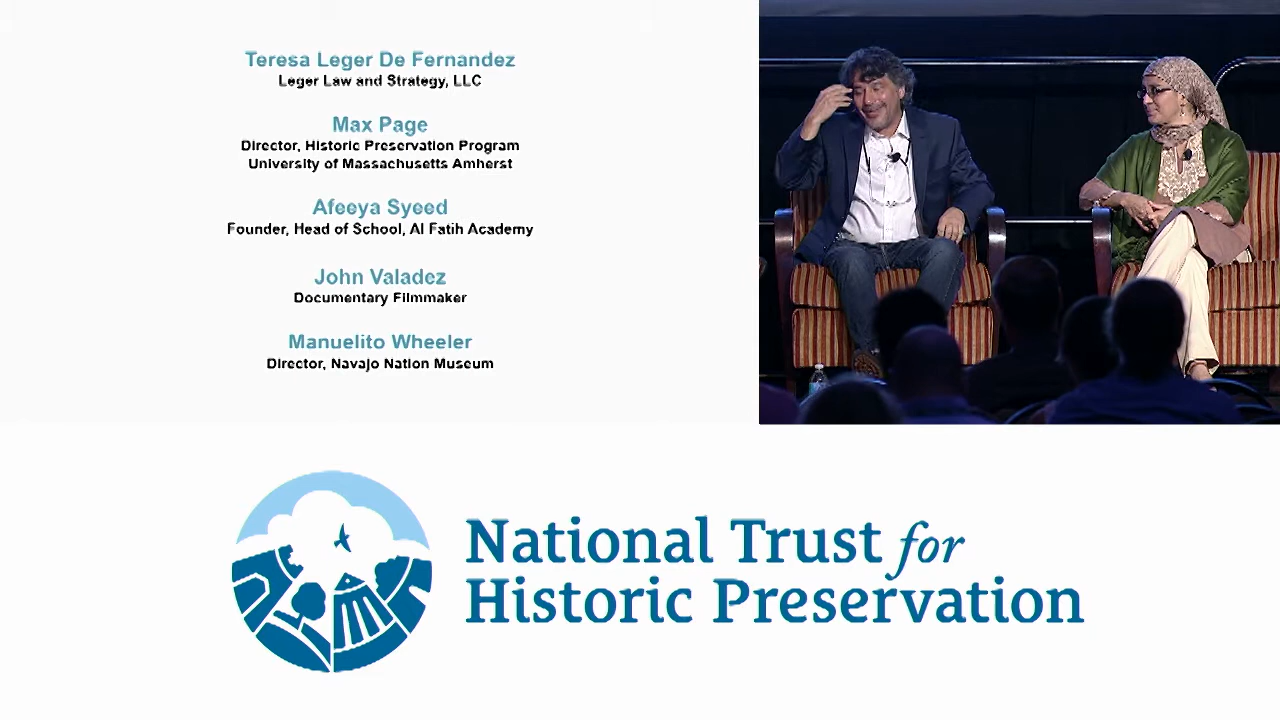 Teresa Leger De Fernandez
Leger Law and Strategy, LLC
Max Page
Director, Historic Preservation Program
University of Massachusetts Amherst
Afeeya Syeed
Founder, Head of School, Al Fatih Academy
John Valadez
Documentary Filmmaker
Manuelito Wheeler
Director, Navajo Nation Museum
National Trust for
Historic Preservation